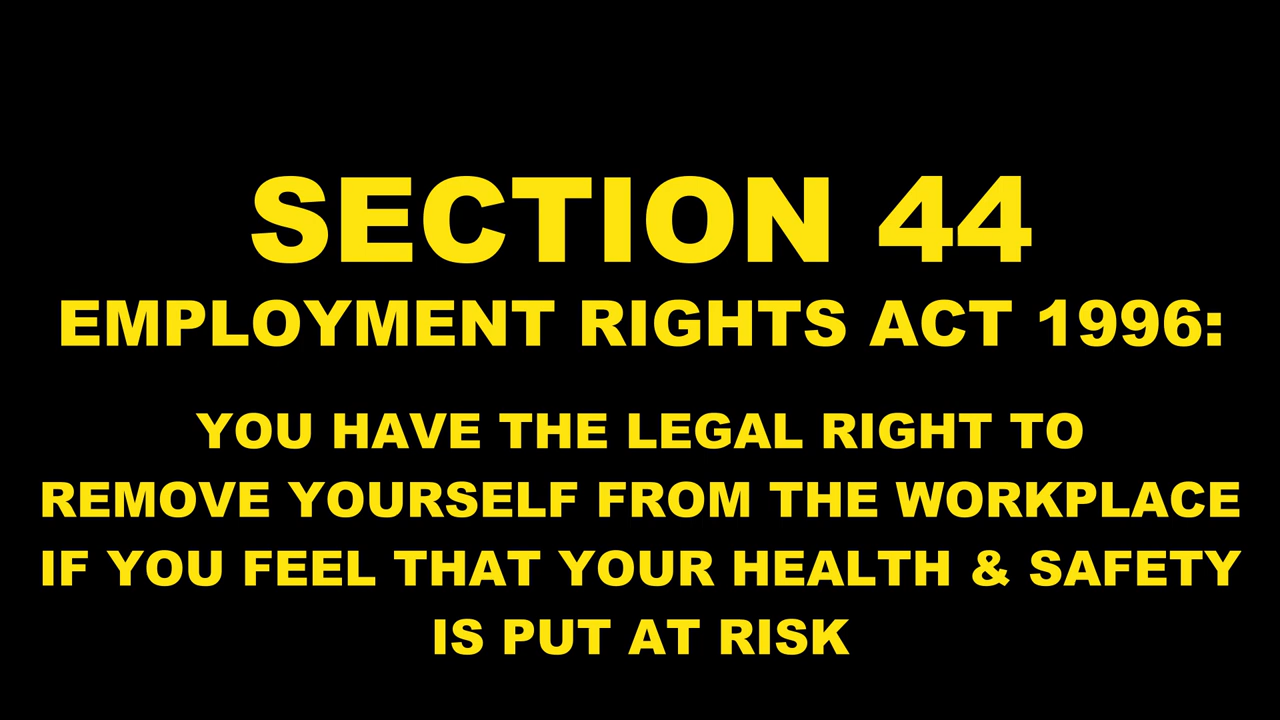 SECTION 44
EMPLOYMENT RIGHTS ACT 1996:
YOU HAVE THE LEGAL RIGHT TO
REMOVE YOURSELF FROM THE WORKPLACE
IF YOU FEEL THAT YOUR HEALTH & SAFETY
IS PUT AT RISK